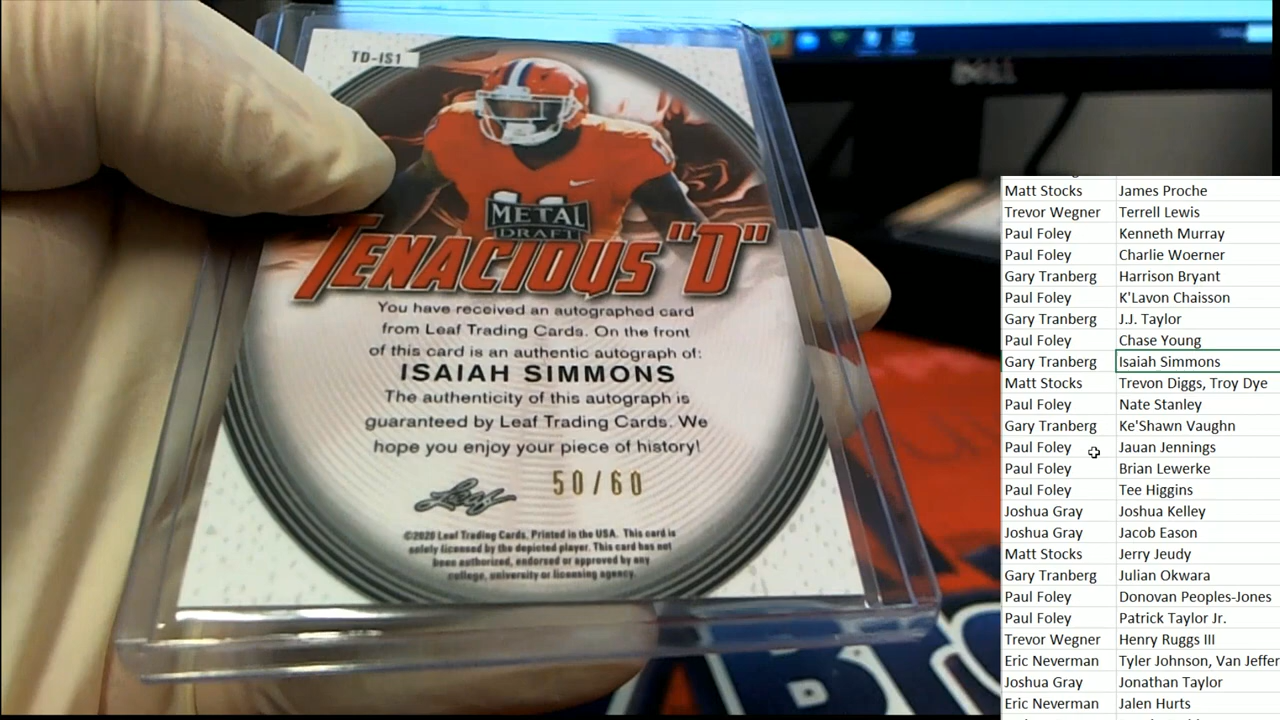 DELL
TD-IS1
METAL
DRAFT
TENACIOUS "D"
You have received an autographed card
from Leaf Trading Cards. On the front
of this card is an authentic autograph of:
ISAIAH SIMMONS
The authenticity of this autograph is
guaranteed by Leaf Trading Cards. We
hope you enjoy your piece of history!
50/60
Leaf
©2020 Leaf Trading Cards. Printed in the USA. This card is
solely licensed by the depicted player. This card has not
been authorized, endorsed or approved by any
college, university or licensing agency.
Matt Stocks James Proche
Trevor Wegner Terrell Lewis
Paul Foley Kenneth Murray
Paul Foley Charlie Woerner
Gary Tranberg Harrison Bryant
Paul Foley K'Lavon Chaisson
Gary Tranberg J.J. Taylor
Paul Foley Chase Young
Gary Tranberg Isaiah Simmons
Matt Stocks Trevon Diggs, Troy Dye
Paul Foley Nate Stanley
Gary Tranberg Ke'Shawn Vaughn
Paul Foley Jauan Jennings
Paul Foley Brian Lewerke
Paul Foley Tee Higgins
Joshua Gray Joshua Kelley
Joshua Gray Jacob Eason
Matt Stocks Jerry Jeudy
Gary Tranberg Julian Okwara
Paul Foley Donovan Peoples-Jones
Paul Foley Patrick Taylor Jr.
Trevor Wegner Henry Ruggs III
Eric Neverman Tyler Johnson, Van Jeffer
Joshua Gray Jonathan Taylor
Eric Neverman Jalen Hurts